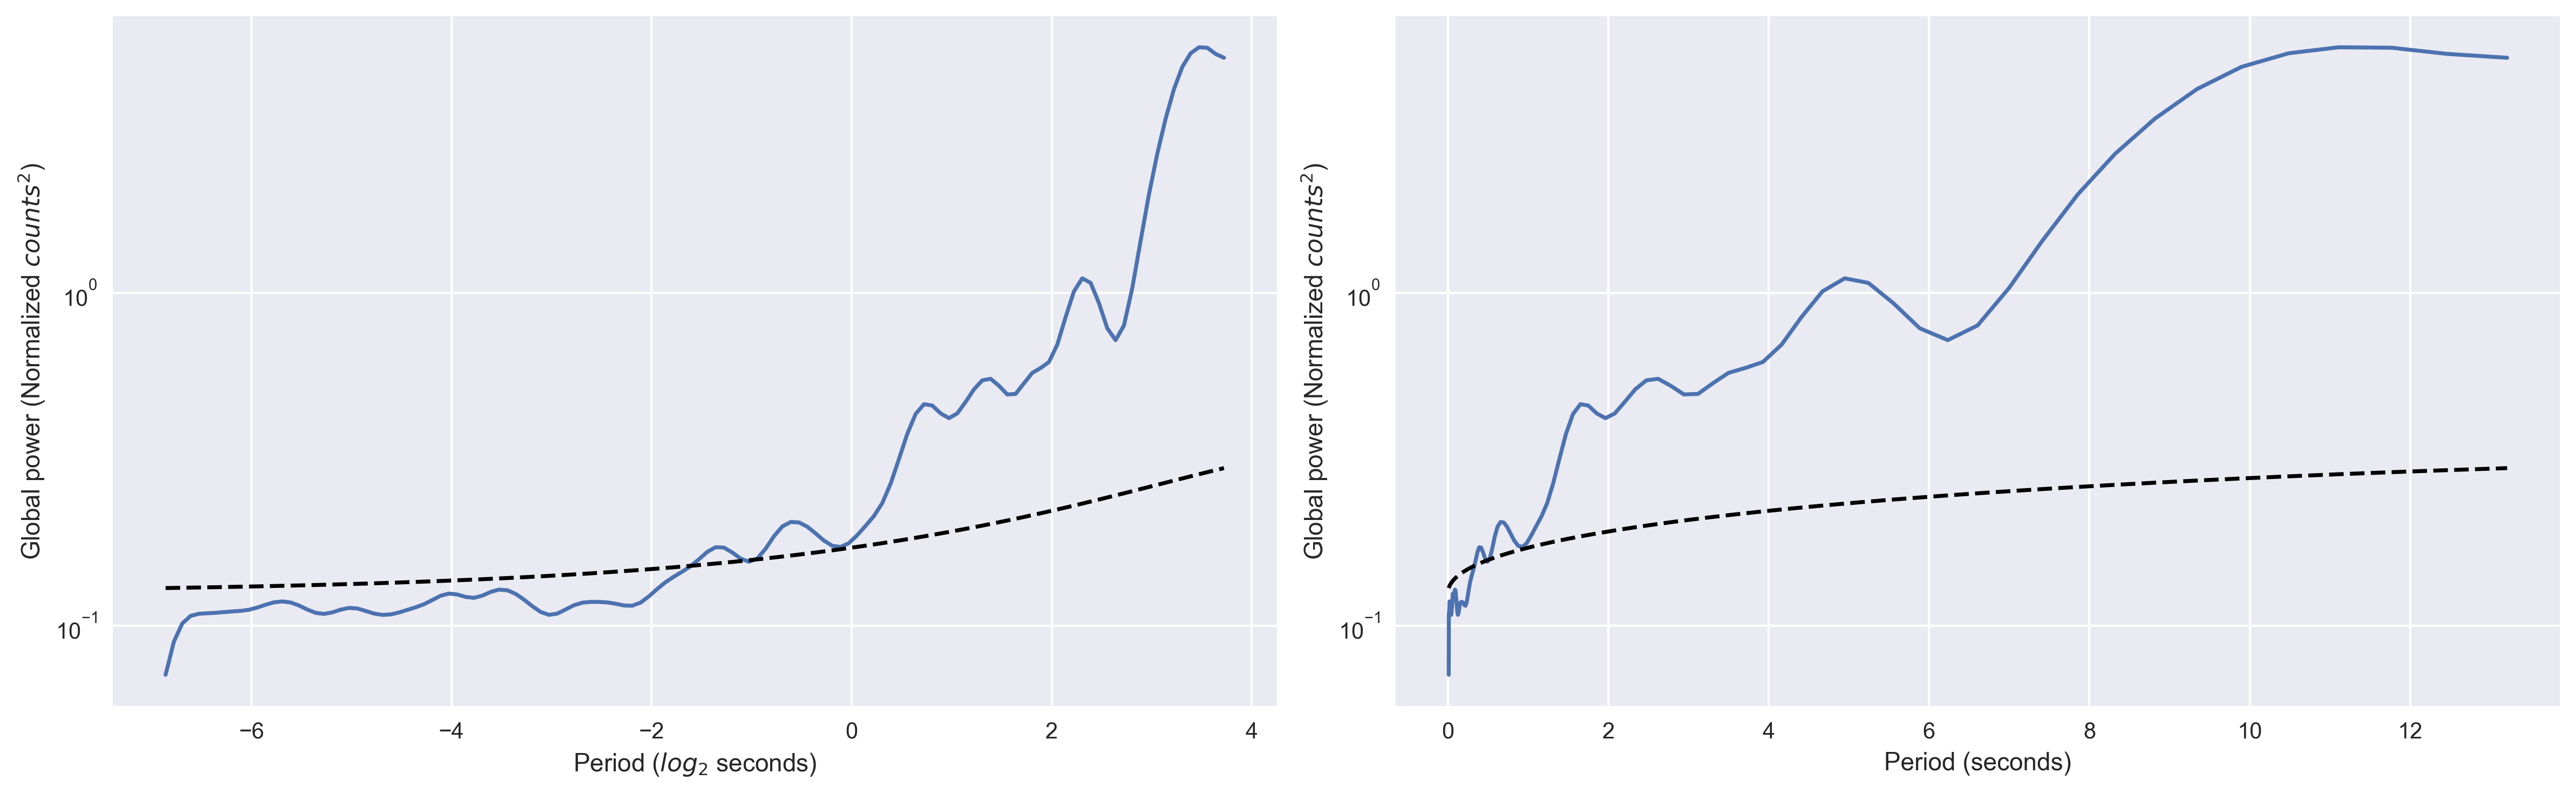 Global power (Normalized counts²)
10⁰
10⁻¹
−6 −4 −2 0 2 4
Period (log₂ seconds)
Global power (Normalized counts²)
10⁰
10⁻¹
0 2 4 6 8 10 12
Period (seconds)